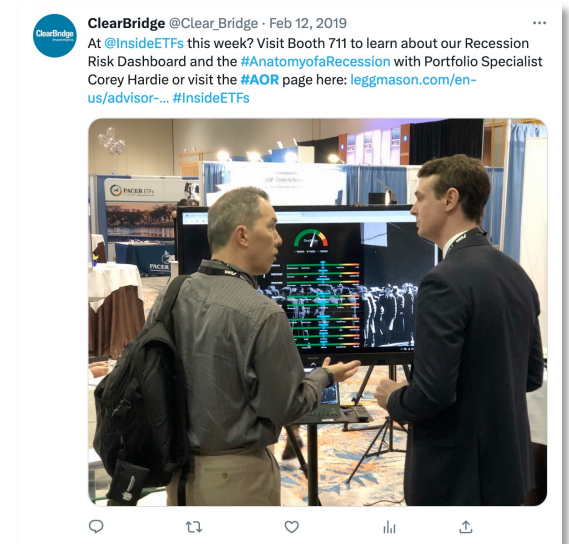 ClearBridge @Clear_Bridge · Feb 12, 2019
ClearBridge
At @InsideETFs this week? Visit Booth 711 to learn about our Recession
Risk Dashboard and the #AnatomyofaRecession with Portfolio Specialist
Corey Hardie or visit the #AOR page here: leggmason.com/en-
us/advisor-... #InsideETFs
PACER ETFs
PACER